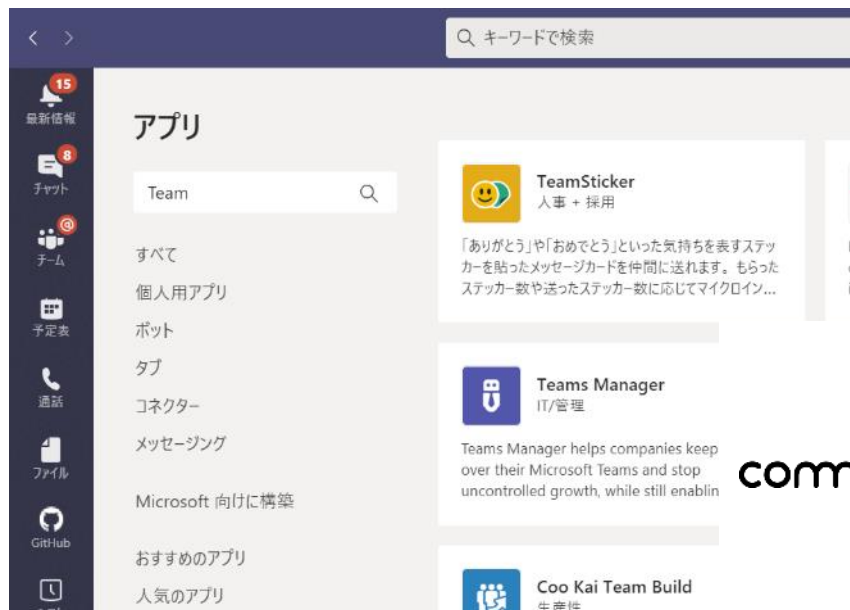 キーワードで検索
15
最新情報
8
チャット
@
チーム
予定表
通話
ファイル
GitHub
アプリ
Team
すべて
個人用アプリ
ボット
タブ
コネクター
メッセージング
Microsoft 向けに構築
おすすめのアプリ
人気のアプリ
TeamSticker
人事 + 採用
「ありがとう」や「おめでとう」といった気持ちを表すステッ
カーを貼ったメッセージカードを仲間に送れます。もらった
ステッカー数や送ったステッカー数に応じてマイクロイン...
Teams Manager
IT/管理
Teams Manager helps companies keep
over their Microsoft Teams and stop
uncontrolled growth, while still enablin
comm
Coo Kai Team Build
生産性